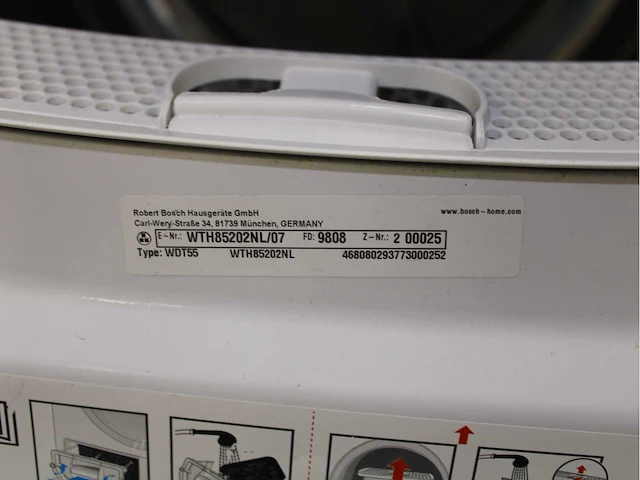 Robert Bosch Hausgeräte GmbH www.bosch-home.com
Carl-Wery-Straße 34, 81739 München, GERMANY
E-Nr.: WTH85202NL/07 FD: 9808 Z-Nr.: 2 00025
Type: WDT55 WTH85202NL 468080293773000252